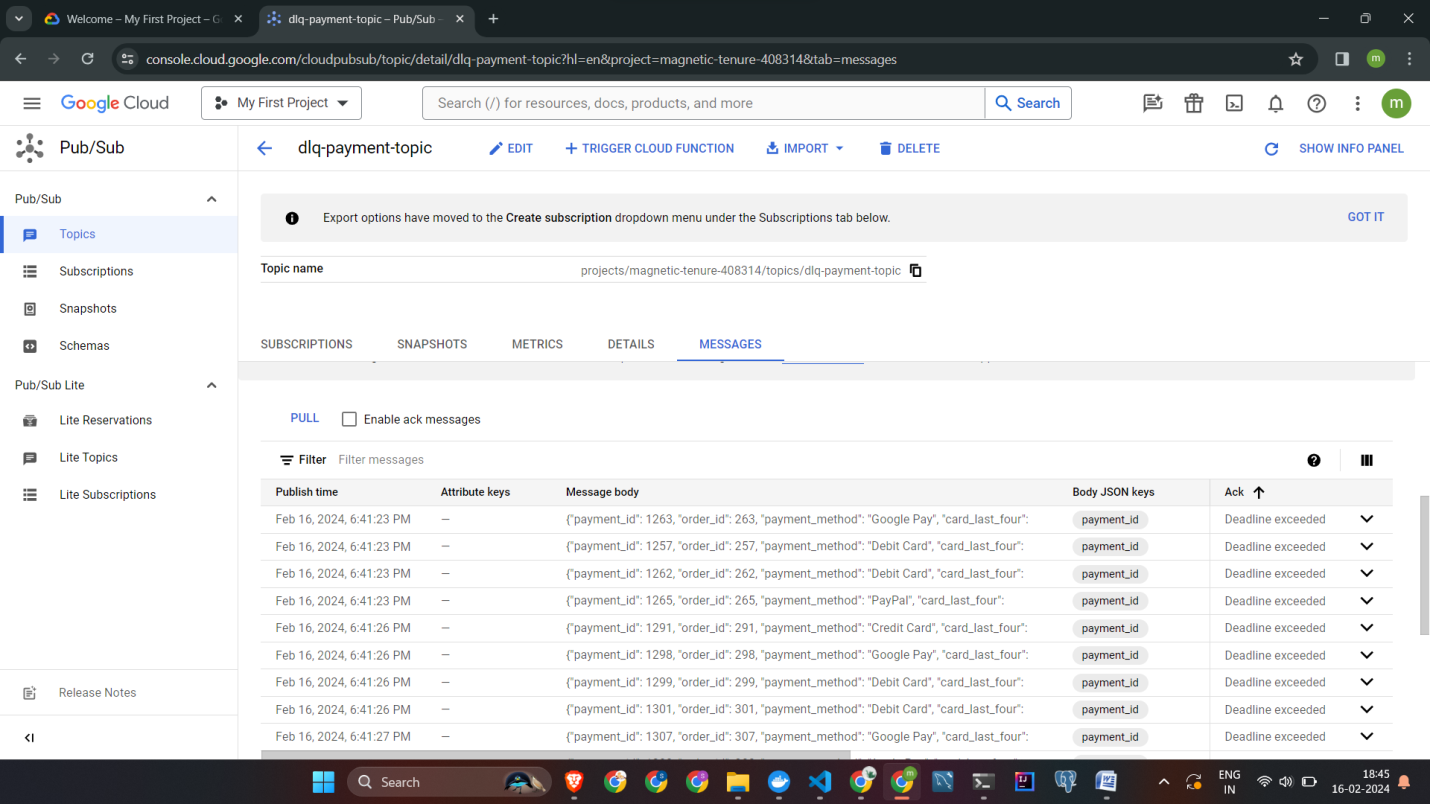 Welcome – My First Project – G
dlq-payment-topic – Pub/Sub –
console.cloud.google.com/cloudpubsub/topic/detail/dlq-payment-topic?hl=en&project=magnetic-tenure-408314&tab=messages
m
Google Cloud
My First Project
Search (/) for resources, docs, products, and more
Search
m
Pub/Sub
dlq-payment-topic
EDIT
TRIGGER CLOUD FUNCTION
IMPORT
DELETE
SHOW INFO PANEL
Pub/Sub
Topics
Subscriptions
Snapshots
Schemas
Pub/Sub Lite
Lite Reservations
Lite Topics
Lite Subscriptions
Release Notes
Export options have moved to the Create subscription dropdown menu under the Subscriptions tab below.
GOT IT
Topic name
projects/magnetic-tenure-408314/topics/dlq-payment-topic
SUBSCRIPTIONS SNAPSHOTS METRICS DETAILS MESSAGES
PULL Enable ack messages
Filter Filter messages
Publish time Attribute keys Message body Body JSON keys Ack
Feb 16, 2024, 6:41:23 PM — {"payment_id": 1263, "order_id": 263, "payment_method": "Google Pay", "card_last_four": payment_id Deadline exceeded
Feb 16, 2024, 6:41:23 PM — {"payment_id": 1257, "order_id": 257, "payment_method": "Debit Card", "card_last_four": payment_id Deadline exceeded
Feb 16, 2024, 6:41:23 PM — {"payment_id": 1262, "order_id": 262, "payment_method": "Debit Card", "card_last_four": payment_id Deadline exceeded
Feb 16, 2024, 6:41:23 PM — {"payment_id": 1265, "order_id": 265, "payment_method": "PayPal", "card_last_four": payment_id Deadline exceeded
Feb 16, 2024, 6:41:26 PM — {"payment_id": 1291, "order_id": 291, "payment_method": "Credit Card", "card_last_four": payment_id Deadline exceeded
Feb 16, 2024, 6:41:26 PM — {"payment_id": 1298, "order_id": 298, "payment_method": "Google Pay", "card_last_four": payment_id Deadline exceeded
Feb 16, 2024, 6:41:26 PM — {"payment_id": 1299, "order_id": 299, "payment_method": "Debit Card", "card_last_four": payment_id Deadline exceeded
Feb 16, 2024, 6:41:26 PM — {"payment_id": 1301, "order_id": 301, "payment_method": "Debit Card", "card_last_four": payment_id Deadline exceeded
Feb 16, 2024, 6:41:27 PM — {"payment_id": 1307, "order_id": 307, "payment_method": "Google Pay", "card_last_four": payment_id Deadline exceeded
Search
ENG
IN
18:45
16-02-2024